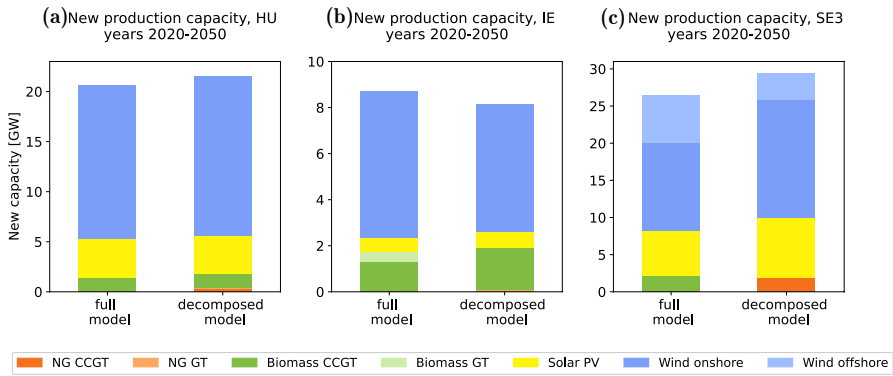 (a) New production capacity, HU
years 2020-2050
(b) New production capacity, IE
years 2020-2050
(c) New production capacity, SE3
years 2020-2050
New capacity [GW]
20
15
10
5
0
full
model
decomposed
model
10
8
6
4
2
0
full
model
decomposed
model
30
25
20
15
10
5
0
full
model
decomposed
model
NG CCGT
NG GT
Biomass CCGT
Biomass GT
Solar PV
Wind onshore
Wind offshore